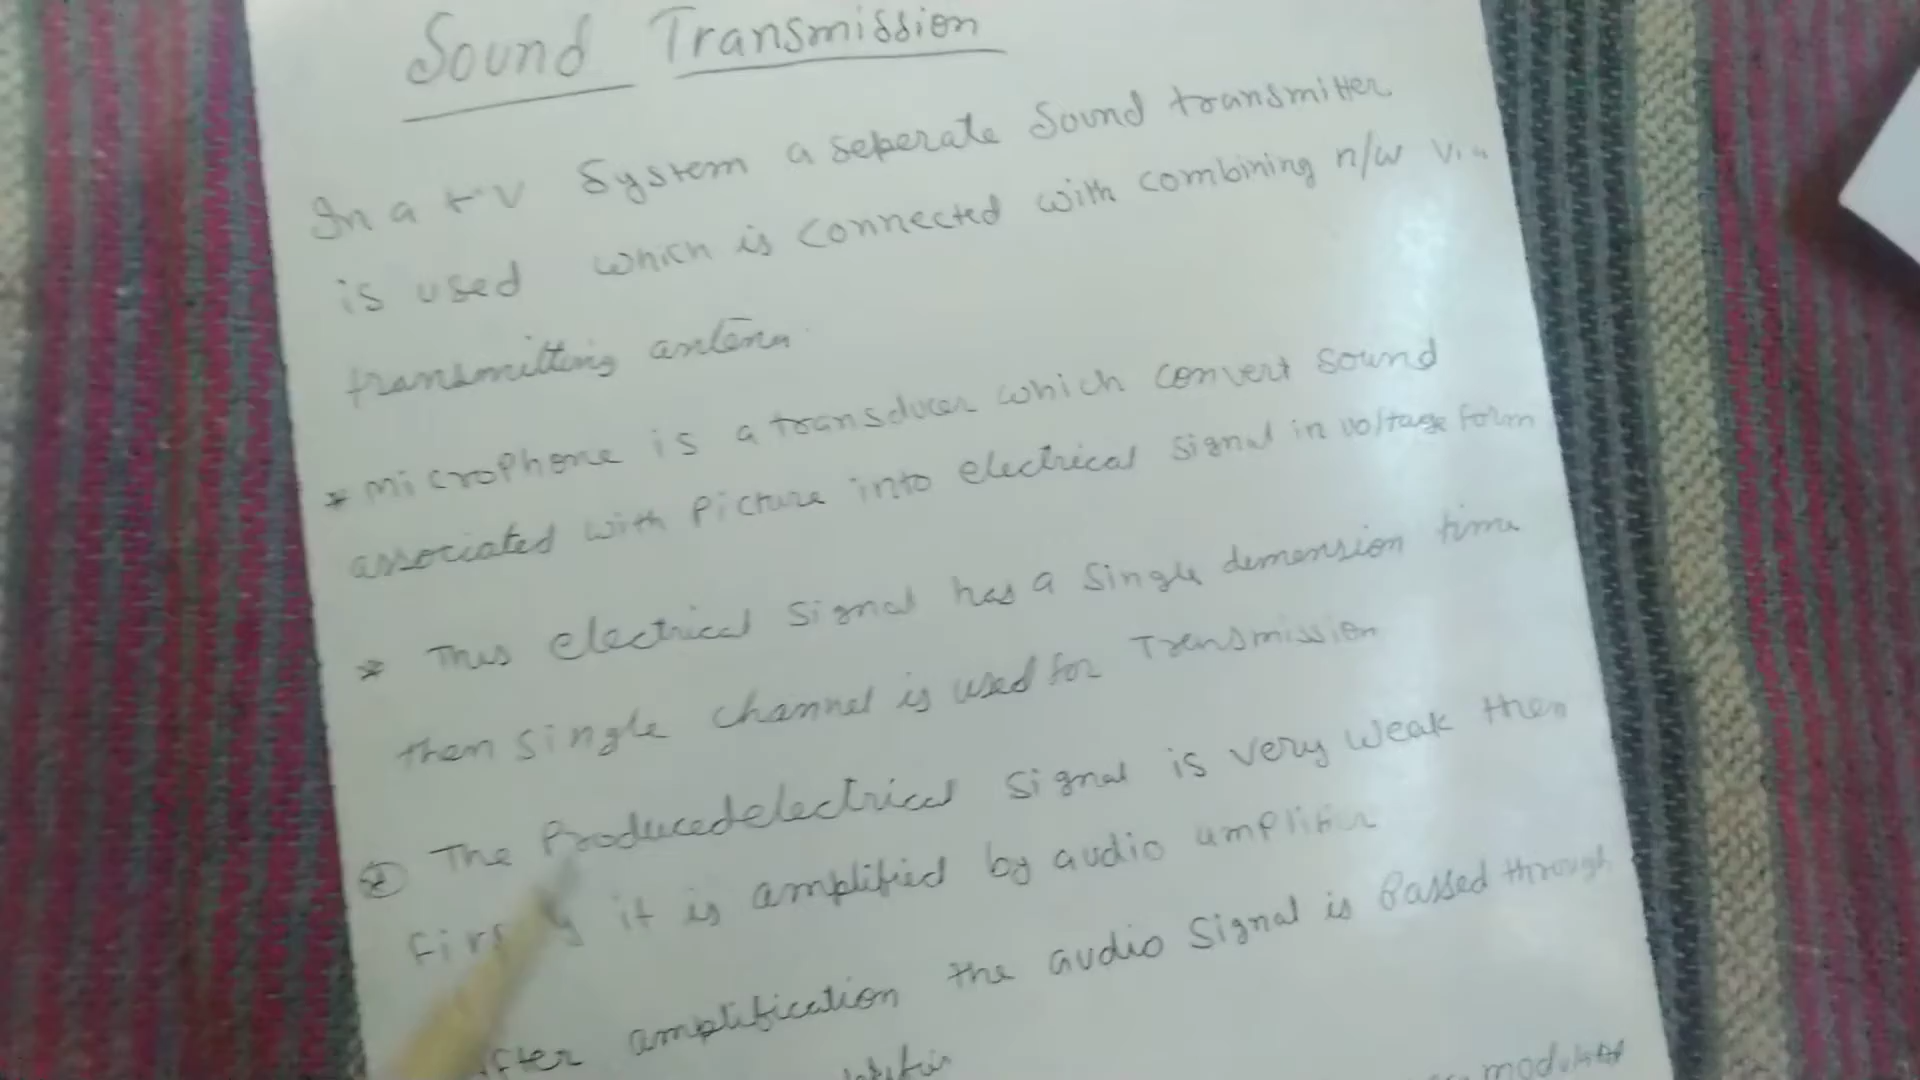 Sound Transmission
In a t v System a seperate Sound transmitter
is used which is connected with combining n/w via
transmitting antenn
* microphone is a transducer which convert sound
associated with Picture into electrical signal in voltage form
* This electrical signal has a single demension time
then single channel is used for Transmission
* The Producedelectrical signal is very weak then
it is amplified by audio amplifier
amplification the audio signal is Passed through